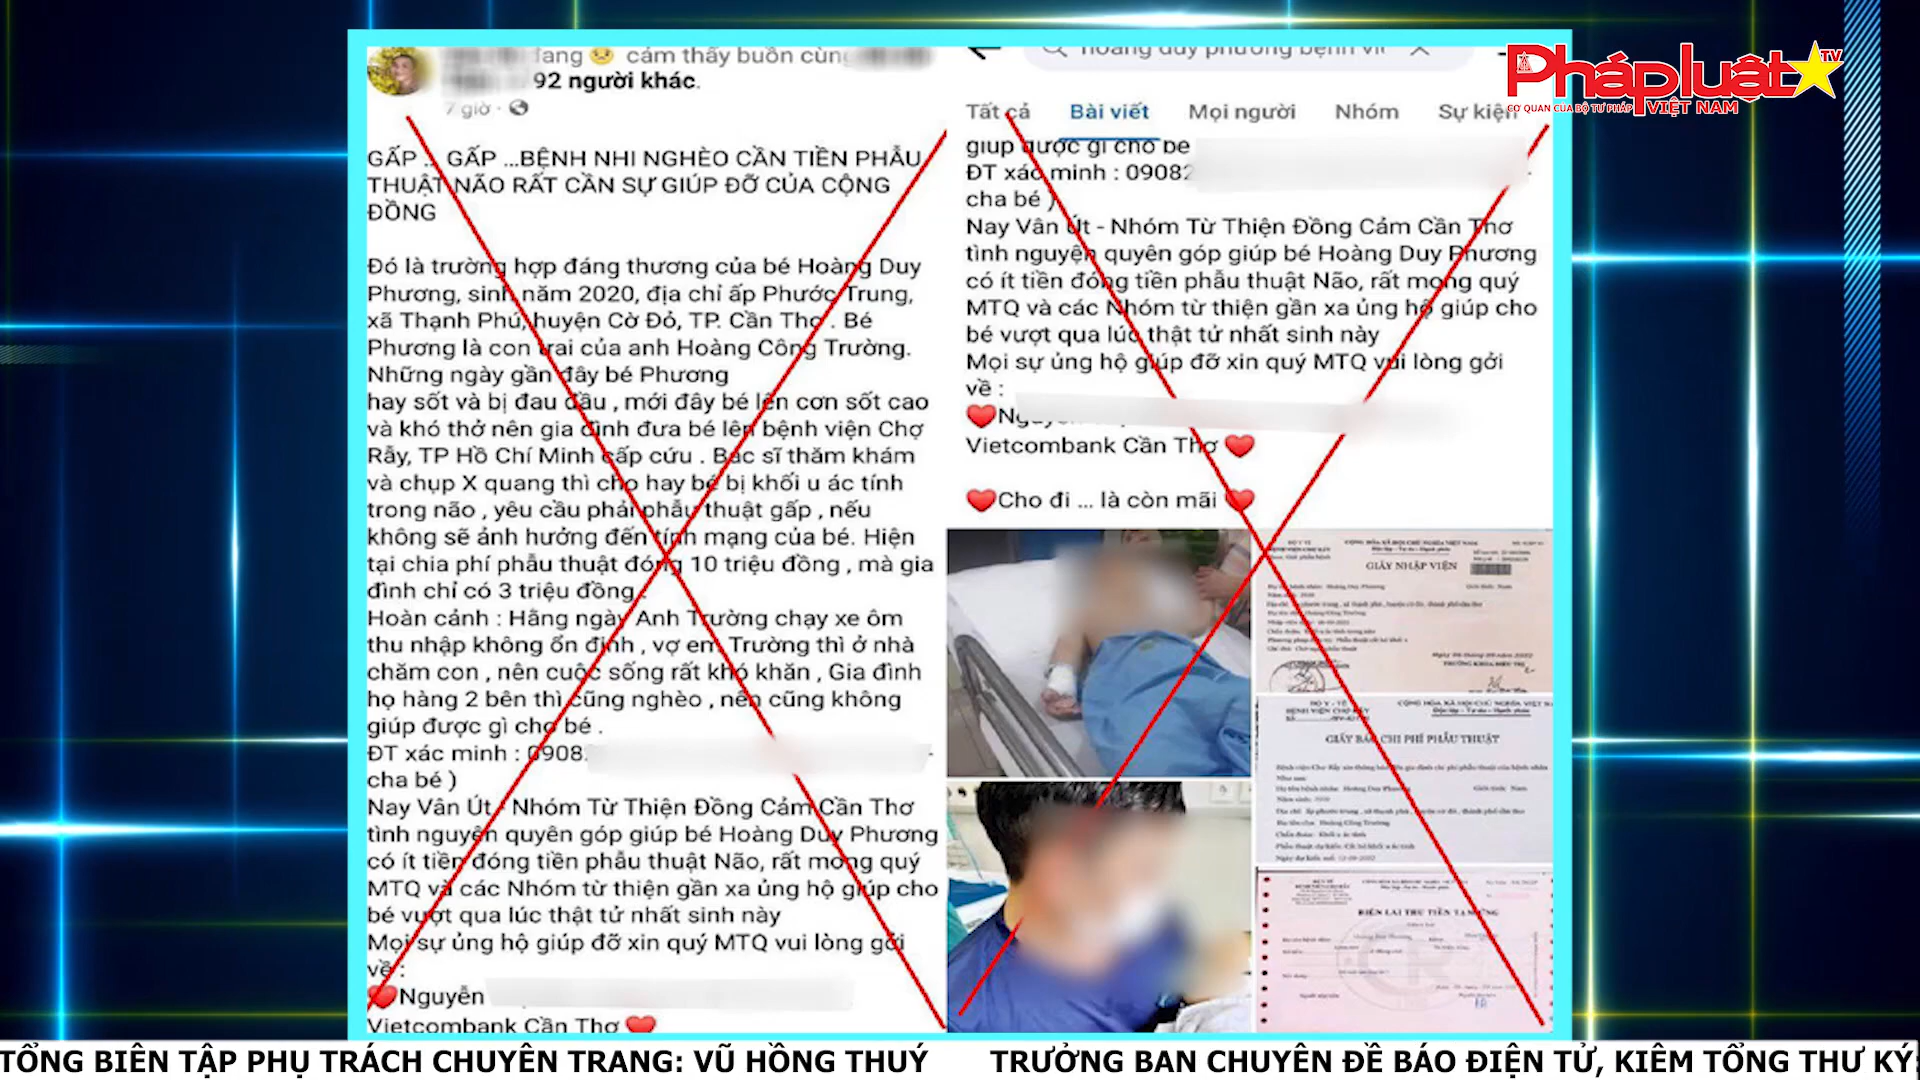 đang 😟 cảm thấy buồn cùng
92 người khác.
7 giờ ·
GẤP .. GẤP ...BỆNH NHI NGHÈO CẦN TIỀN PHẪU
THUẬT NÃO RẤT CẦN SỰ GIÚP ĐỠ CỦA CỘNG
ĐỒNG
Đó là trường hợp đáng thương của bé Hoàng Duy
Phương, sinh năm 2020, địa chỉ ấp Phước Trung,
xã Thạnh Phú, huyện Cờ Đỏ, TP. Cần Thơ . Bé
Phương là con trai của anh Hoàng Công Trường.
Những ngày gần đây bé Phương
hay sốt và bị đau đầu , mới đây bé lên cơn sốt cao
và khó thở nên gia đình đưa bé lên bệnh viện Chợ
Rẫy, TP Hồ Chí Minh cấp cứu . Bác sĩ thăm khám
và chụp X quang thì cho hay bé bị khối u ác tính
trong não , yêu cầu phải phẫu thuật gấp , nếu
không sẽ ảnh hưởng đến tính mạng của bé. Hiện
tại chia phí phẫu thuật đóng 10 triệu đồng , mà gia
đình chỉ có 3 triệu đồng .
Hoàn cảnh : Hằng ngày Anh Trường chạy xe ôm
thu nhập không ổn định , vợ em Trường thì ở nhà
chăm con , nên cuộc sống rất khó khăn , Gia đình
họ hàng 2 bên thì cũng nghèo , nên cũng không
giúp được gì cho bé .
ĐT xác minh : 0908
cha bé )
Nay Vân Út - Nhóm Từ Thiện Đồng Cảm Cần Thơ
tình nguyện quyên góp giúp bé Hoàng Duy Phương
có ít tiền đóng tiền phẫu thuật Não, rất mong quý
MTQ và các Nhóm từ thiện gần xa ủng hộ giúp cho
bé vượt qua lúc thật tử nhất sinh này
Mọi sự ủng hộ giúp đỡ xin quý MTQ vui lòng gởi
về :
❤️Nguyễn
Vietcombank Cần Thơ ❤️
hoàng duy phương bệnh vi
Tất cả Bài viết Mọi người Nhóm Sự kiện
giúp được gì cho bé
ĐT xác minh : 09082
cha bé )
Nay Vân Út - Nhóm Từ Thiện Đồng Cảm Cần Thơ
tình nguyện quyên góp giúp bé Hoàng Duy Phương
có ít tiền đóng tiền phẫu thuật Não, rất mong quý
MTQ và các Nhóm từ thiện gần xa ủng hộ giúp cho
bé vượt qua lúc thật tử nhất sinh này
Mọi sự ủng hộ giúp đỡ xin quý MTQ vui lòng gởi
về :
Vietcombank Cần Thơ ❤️
❤️Cho đi ... là còn mãi ❤️
GIẤY NHẬP VIỆN
GIẤY BÁO CHI PHÍ PHẪU THUẬT
BIÊN LAI THU TIỀN TẠM ỨNG
Pháp luật TV
CƠ QUAN CỦA BỘ TƯ PHÁP VIỆT NAM
TỔNG BIÊN TẬP PHỤ TRÁCH CHUYÊN TRANG: VŨ HỒNG THUÝ TRƯỞNG BAN CHUYÊN ĐỀ BÁO ĐIỆN TỬ, KIÊM TỔNG THƯ KÝ